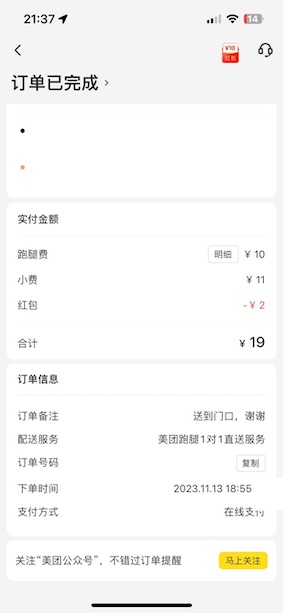 21:37
14
¥10
红包
订单已完成
实付金额
跑腿费 明细 ¥ 10
小费 ¥ 11
红包 -¥ 2
合计 ¥ 19
订单信息
订单备注 送到门口，谢谢
配送服务 美团跑腿1对1直送服务
订单号码 复制
下单时间 2023.11.13 18:55
支付方式 在线支付
关注“美团公众号”，不错过订单提醒 马上关注